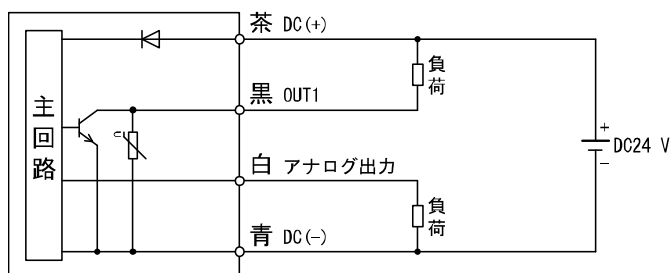 茶 DC(+)
負荷
黒 OUT1
主回路
U
+
DC24 V
−
白 アナログ出力
負荷
青 DC(−)